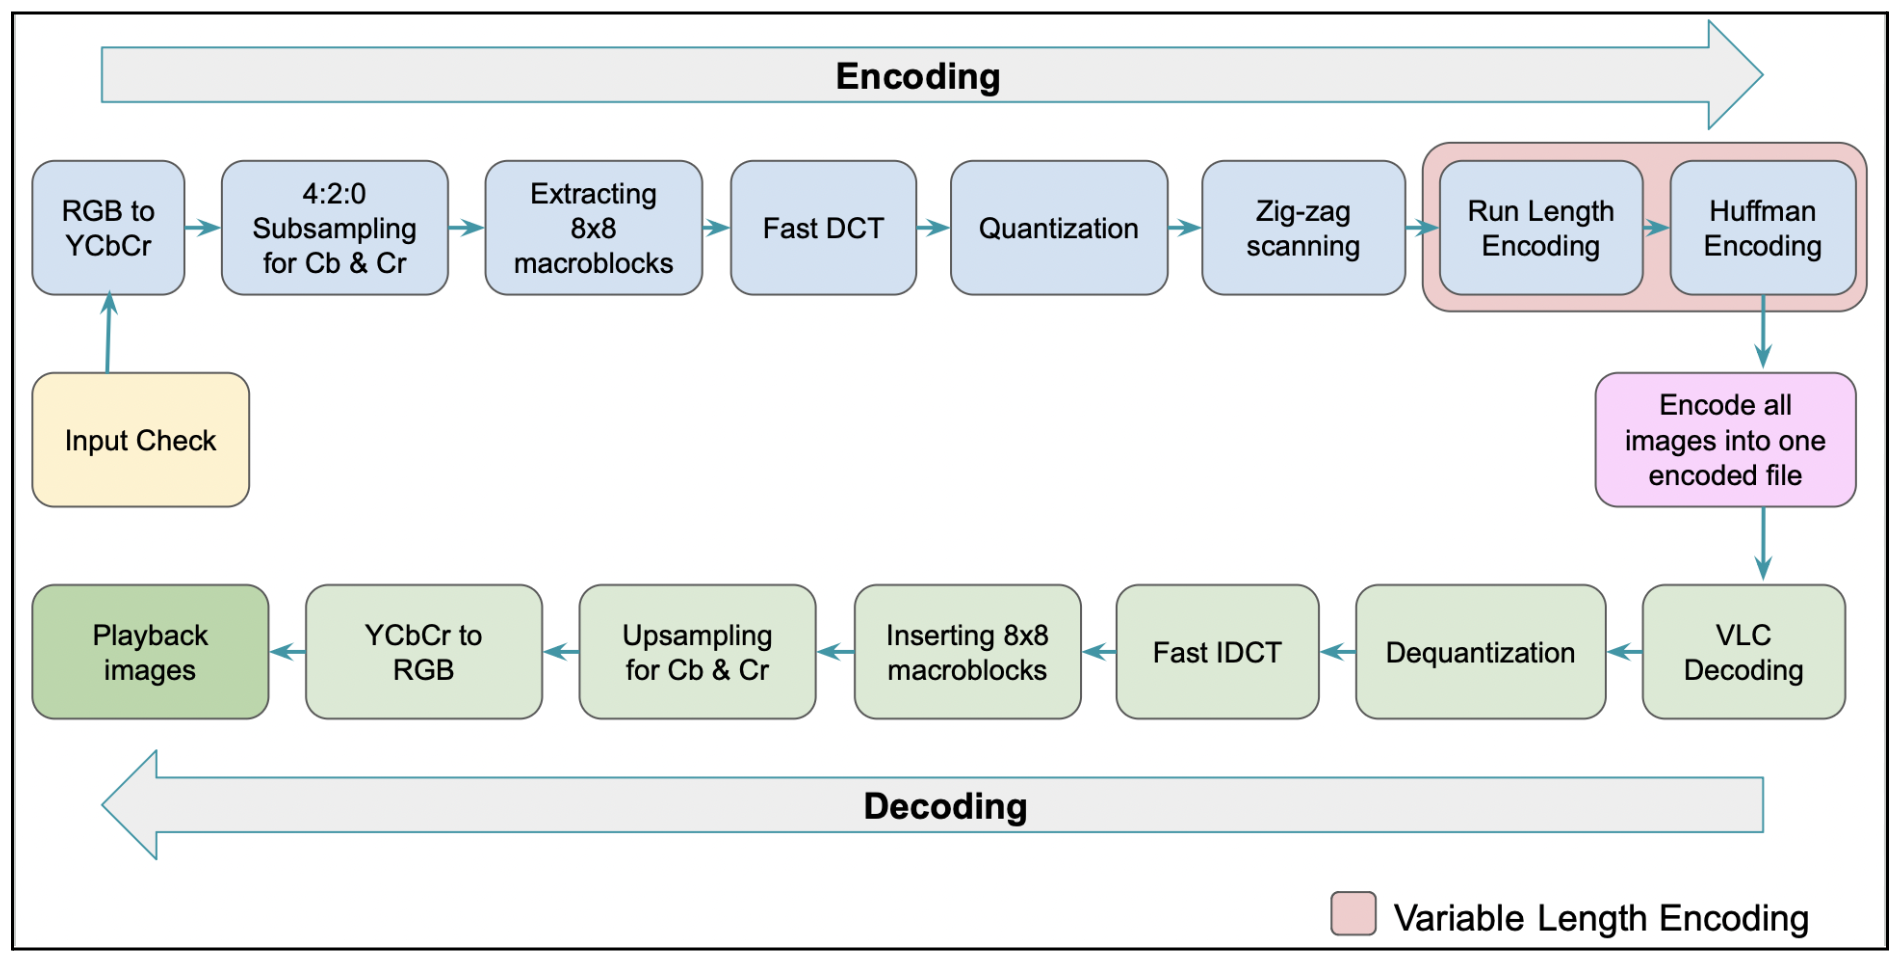 Encoding
RGB to
YCbCr
4:2:0
Subsampling
for Cb & Cr
Extracting
8x8
macroblocks
Fast DCT
Quantization
Zig-zag
scanning
Run Length
Encoding
Huffman
Encoding
Input Check
Encode all
images into one
encoded file
Playback
images
YCbCr to
RGB
Upsampling
for Cb & Cr
Inserting 8x8
macroblocks
Fast IDCT
Dequantization
VLC
Decoding
Decoding
Variable Length Encoding